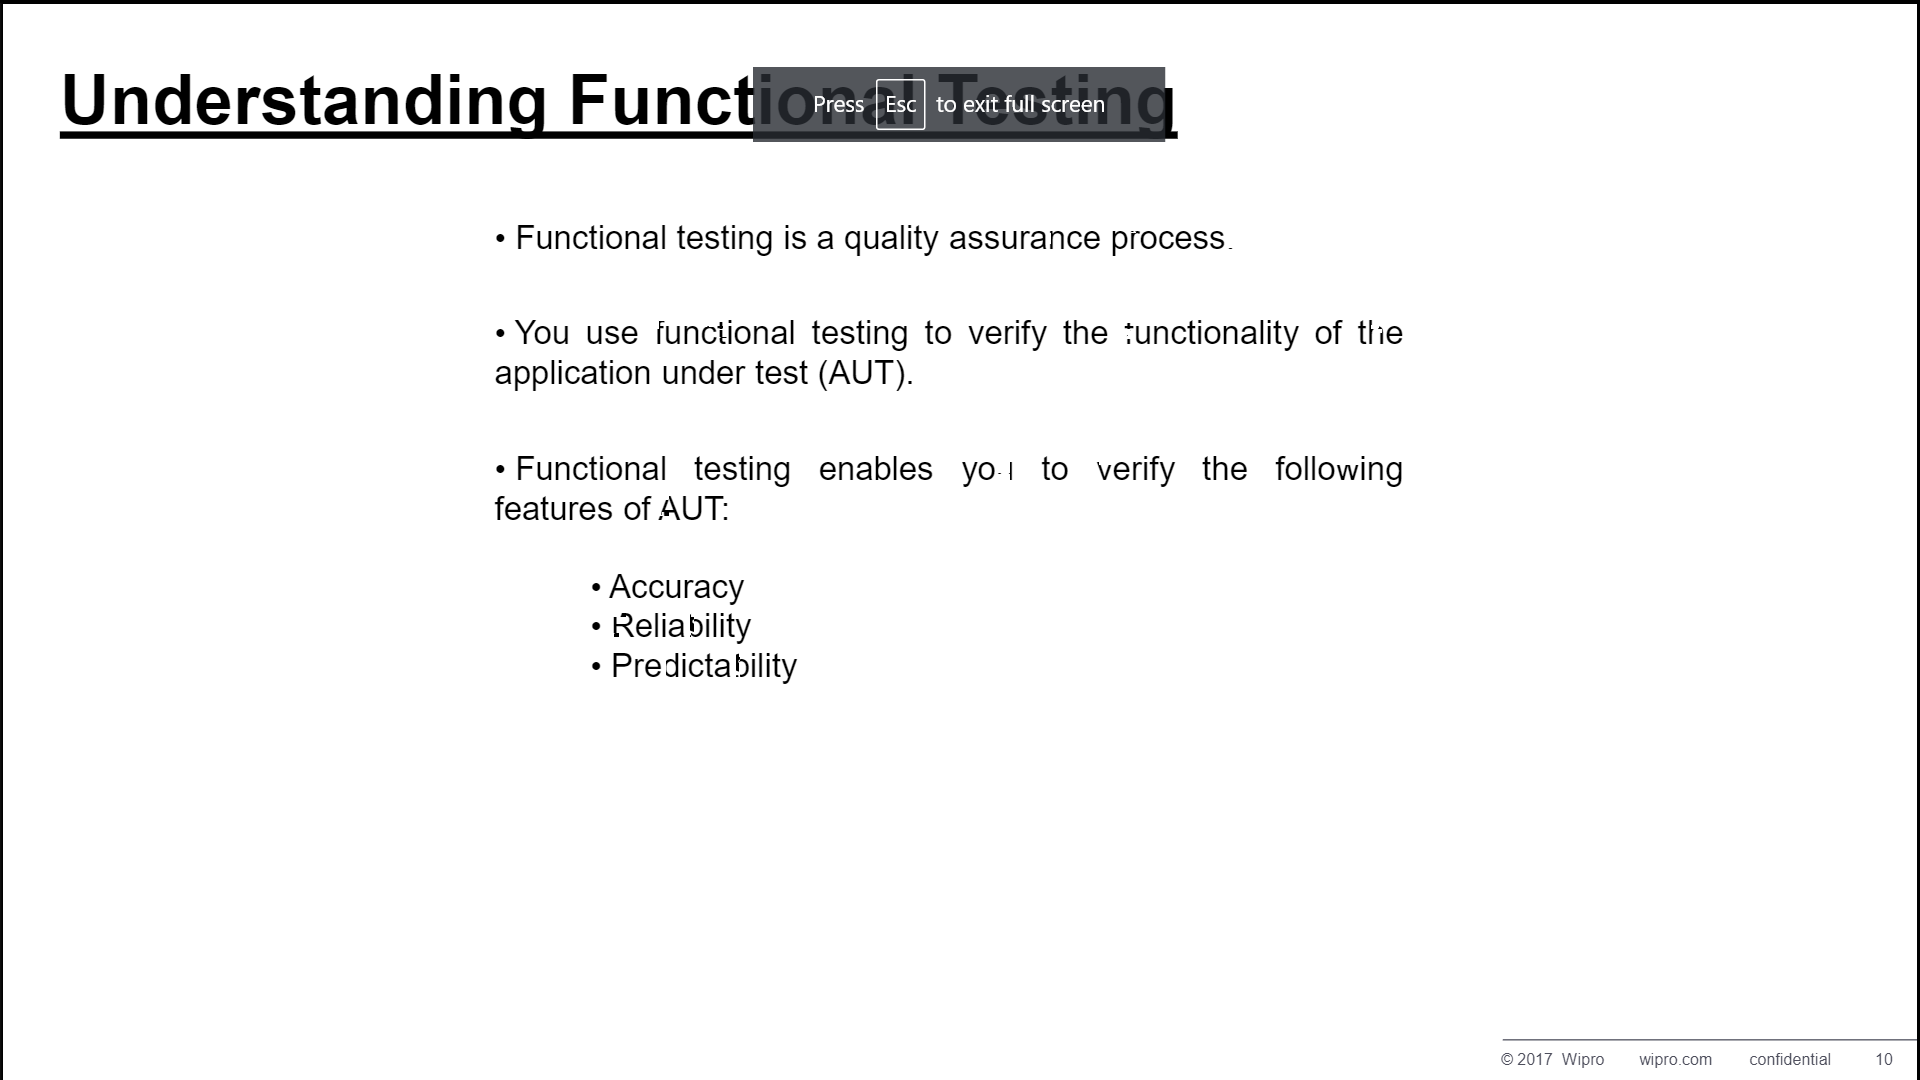 Understanding Functional Testing
Press Esc to exit full screen
• Functional testing is a quality assurance process.
• You use functional testing to verify the functionality of the
application under test (AUT).
• Functional testing enables you to verify the following
features of AUT:
• Accuracy
• Reliability
• Predictability
© 2017 Wipro wipro.com confidential 10